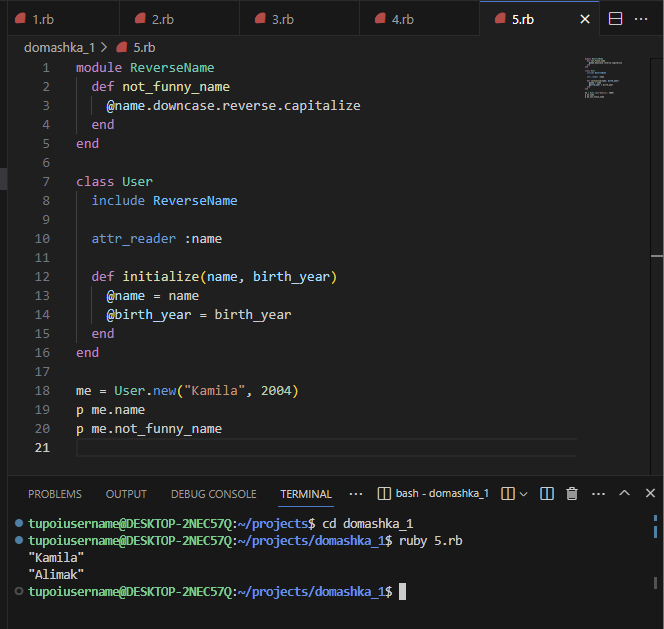 1.rb 2.rb 3.rb 4.rb 5.rb
domashka_1 > 5.rb
1 module ReverseName
2   def not_funny_name
3     @name.downcase.reverse.capitalize
4   end
5 end
6
7 class User
8   include ReverseName
9
10   attr_reader :name
11
12   def initialize(name, birth_year)
13     @name = name
14     @birth_year = birth_year
15   end
16 end
17
18 me = User.new("Kamila", 2004)
19 p me.name
20 p me.not_funny_name
21
PROBLEMS OUTPUT DEBUG CONSOLE TERMINAL ... bash - domashka_1
tupoiusername@DESKTOP-2NEC57Q:~/projects$ cd domashka_1
tupoiusername@DESKTOP-2NEC57Q:~/projects/domashka_1$ ruby 5.rb
"Kamila"
"Alimak"
tupoiusername@DESKTOP-2NEC57Q:~/projects/domashka_1$